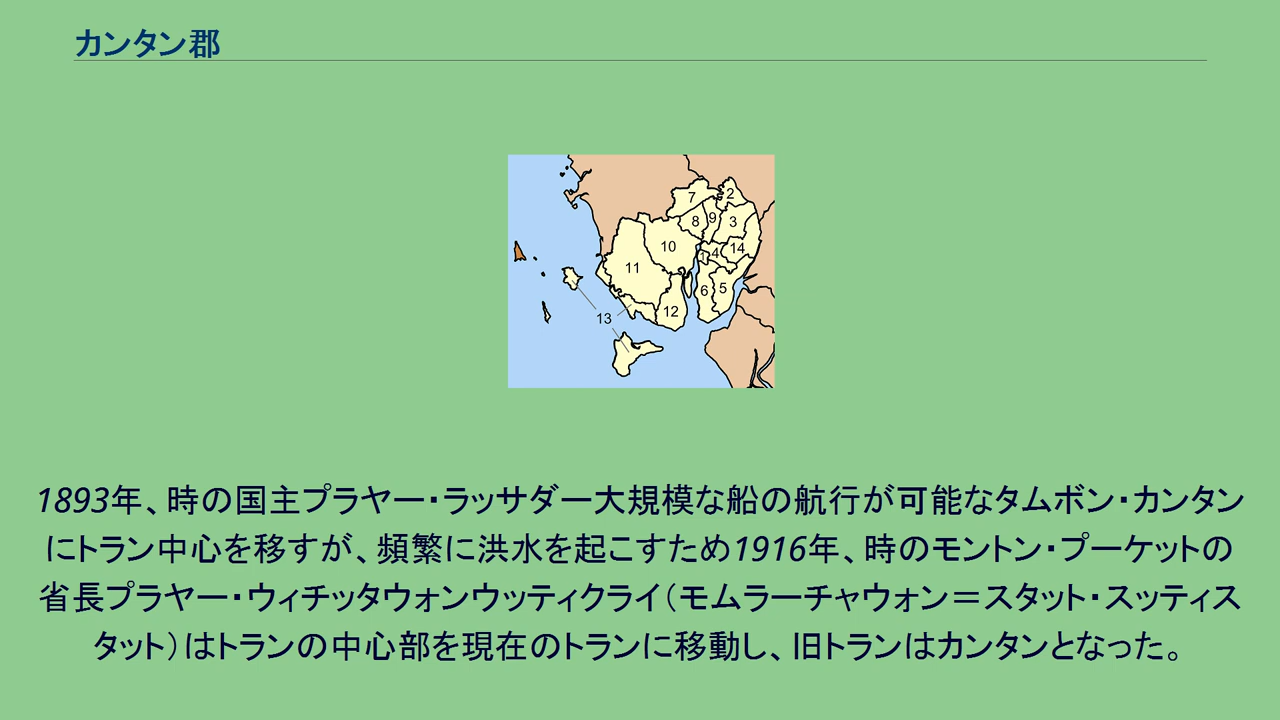 カンタン郡
7
2
8
9
3
10
1
4
14
11
6
5
12
13
1893年、時の国主プラヤー・ラッサダー大規模な船の航行が可能なタムボン・カンタン
にトラン中心を移すが、頻繁に洪水を起こすため1916年、時のモントン・プーケットの
省長プラヤー・ウィチッタウォンウッティクライ（モムラーチャウォン＝スタット・スッティス
タット）はトランの中心部を現在のトランに移動し、旧トランはカンタンとなった。